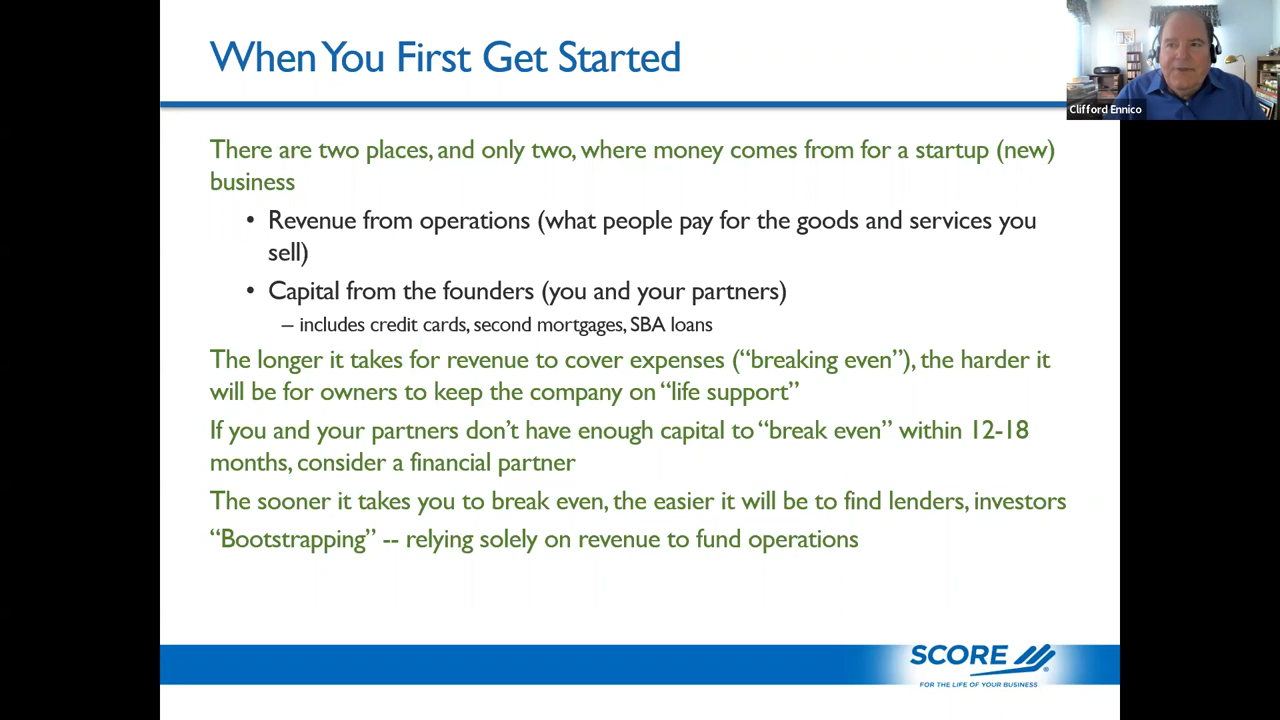 When You First Get Started
Clifford Ennico
There are two places, and only two, where money comes from for a startup (new)
business
• Revenue from operations (what people pay for the goods and services you
sell)
• Capital from the founders (you and your partners)
– includes credit cards, second mortgages, SBA loans
The longer it takes for revenue to cover expenses (“breaking even”), the harder it
will be for owners to keep the company on “life support”
If you and your partners don’t have enough capital to “break even” within 12-18
months, consider a financial partner
The sooner it takes you to break even, the easier it will be to find lenders, investors
“Bootstrapping” -- relying solely on revenue to fund operations
SCORE
FOR THE LIFE OF YOUR BUSINESS